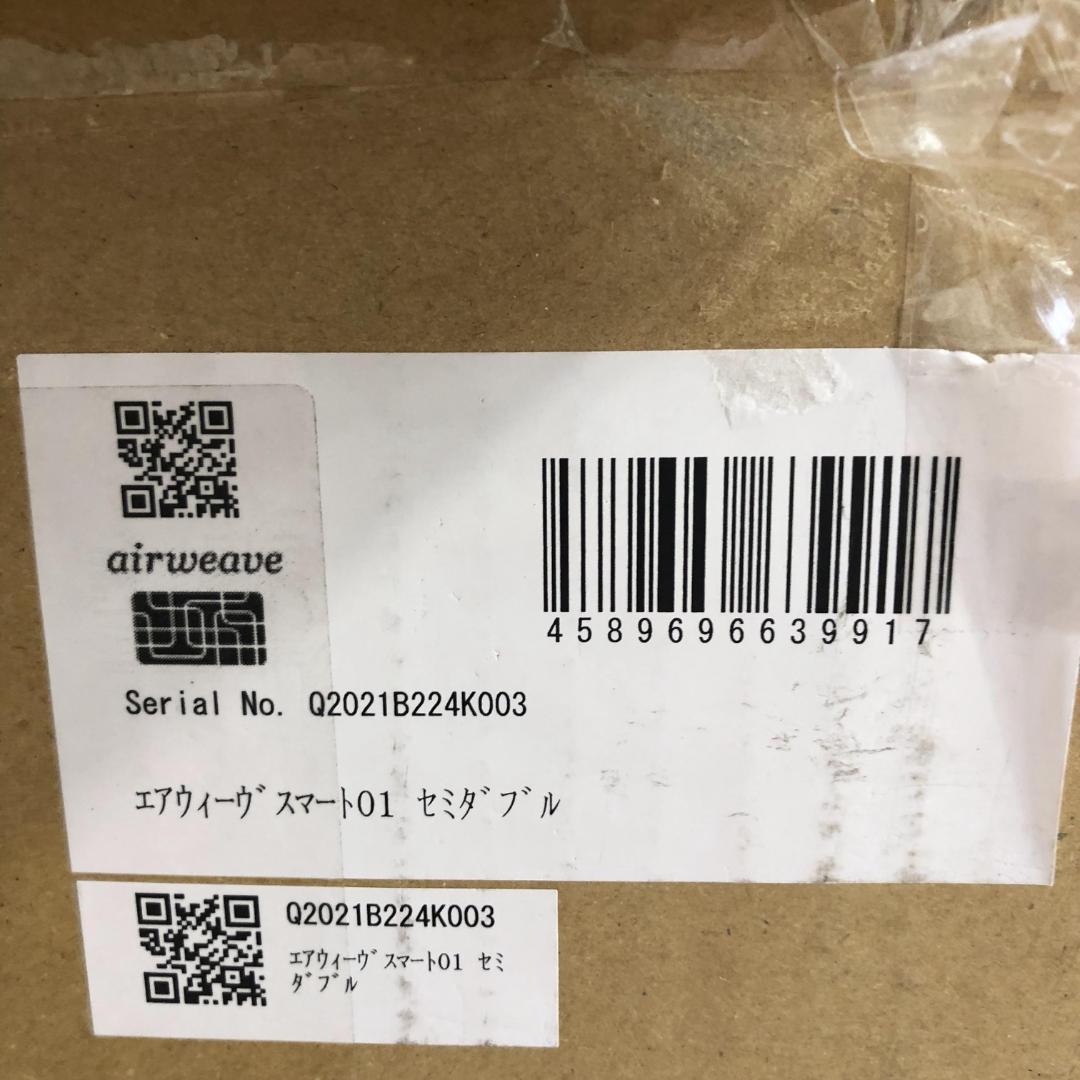 airweave
4589696639917
Serial No. Q2021B224K003
エアウィーヴスマート01 セミダブル
Q2021B224K003
エアウィーヴスマート01 セミ
ダブル